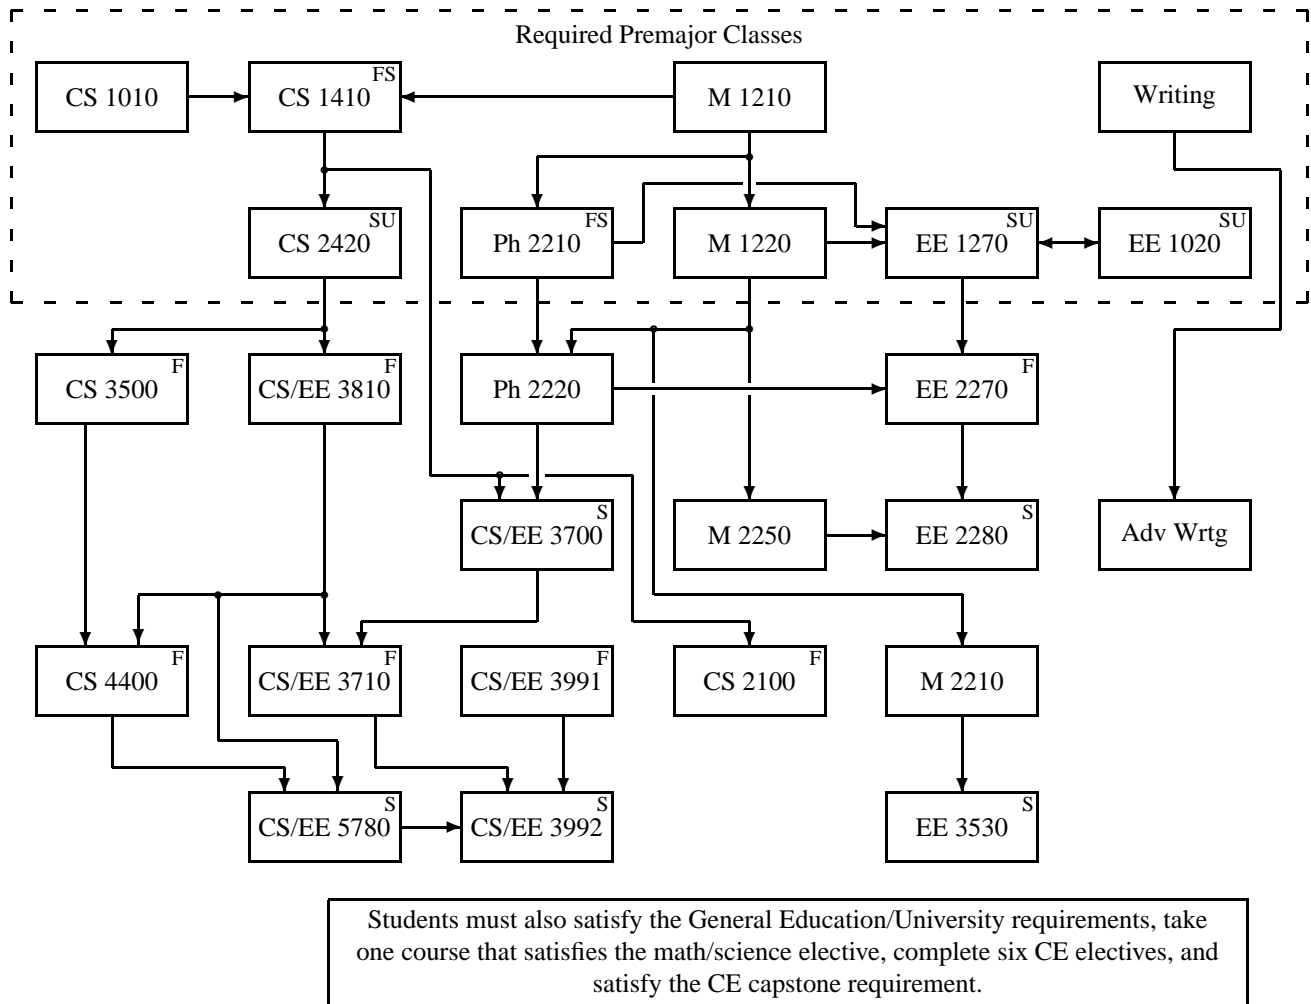 Required Premajor Classes
CS 1010
CS 1410
FS
M 1210
Writing
CS 2420
SU
Ph 2210
FS
M 1220
EE 1270
SU
EE 1020
SU
CS 3500
F
CS/EE 3810
F
Ph 2220
EE 2270
F
CS/EE 3700
S
M 2250
EE 2280
S
Adv Wrtg
CS 4400
F
CS/EE 3710
F
CS/EE 3991
F
CS 2100
F
M 2210
CS/EE 5780
S
CS/EE 3992
S
EE 3530
S
Students must also satisfy the General Education/University requirements, take
one course that satisfies the math/science elective, complete six CE electives, and
satisfy the CE capstone requirement.